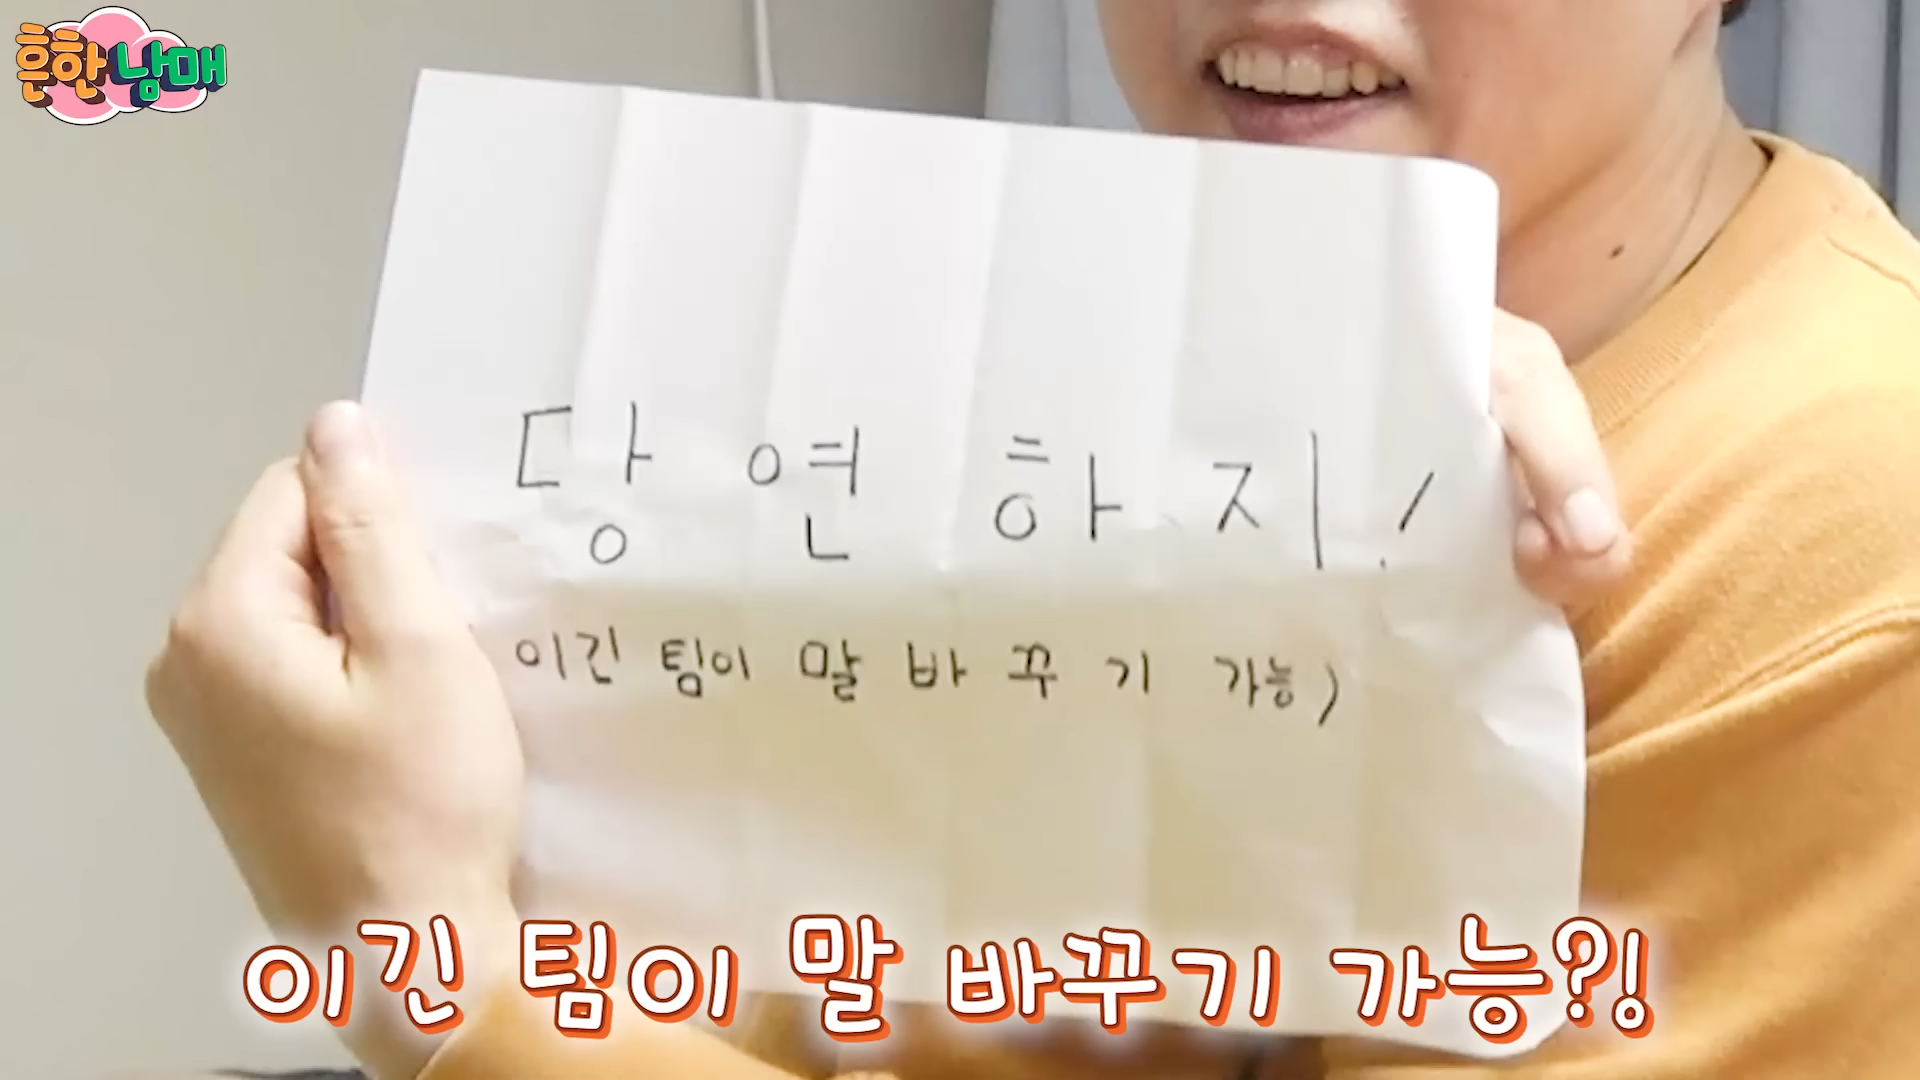 흔한남매
당연하지!
이긴 팀이 말 바꾸기 가능)
이긴 팀이 말 바꾸기 가능?!